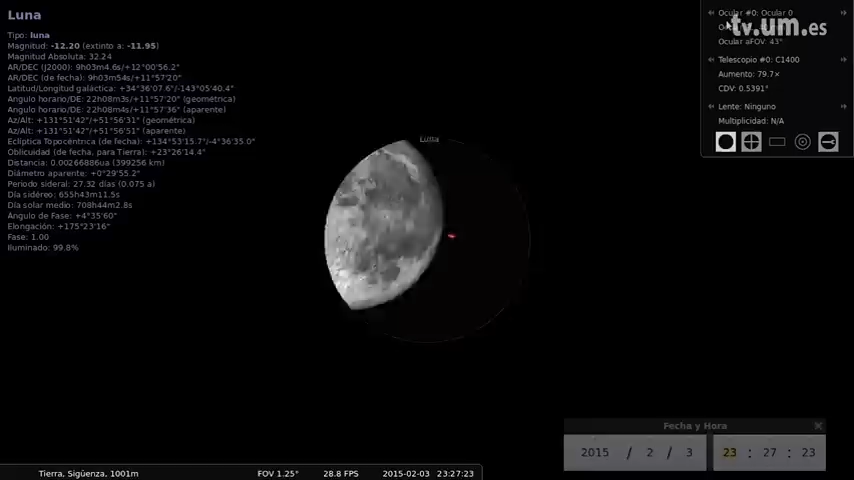 Luna
Tipo: luna
Magnitud: -12.20 (extinto a: -11.95)
Magnitud Absoluta: 32.24
AR/DEC (J2000): 9h03m4.6s/+12°00'56.2"
AR/DEC (de fecha): 9h03m54s/+11°57'20"
Latitud/Longitud galáctica: +34°36'07.6"/-143°05'40.4"
Angulo horario/DE: 22h08m3s/+11°57'20" (geométrica)
Angulo horario/DE: 22h08m4s/+11°57'36" (aparente)
Az/Alt: +131°51'42"/+51°56'31" (geométrica)
Az/Alt: +131°51'42"/+51°56'51" (aparente)
Eclíptica Topocéntrica (de fecha): +134°53'15.7"/-4°36'35.0"
Oblicuidad (de fecha, para Tierra): +23°26'14.4"
Distancia: 0.00266886ua (399256 km)
Diámetro aparente: +0°29'55.2"
Periodo sideral: 27.32 días (0.075 a)
Día sidéreo: 655h43m11.5s
Día solar medio: 708h44m2.8s
Ángulo de Fase: +4°35'60"
Elongación: +175°23'16"
Fase: 1.00
Iluminado: 99.8%
Luna
Ocular #0: Ocular 0
tv.um.es
Ocular aFOV: 43°
Telescopio #0: C1400
Aumento: 79.7×
CDV: 0.5391°
Lente: Ninguno
Multiplicidad: N/A
Fecha y Hora
2015 / 2 / 3 23 : 27 : 23
Tierra, Sigüenza, 1001m FOV 1.25° 28.8 FPS 2015-02-03 23:27:23